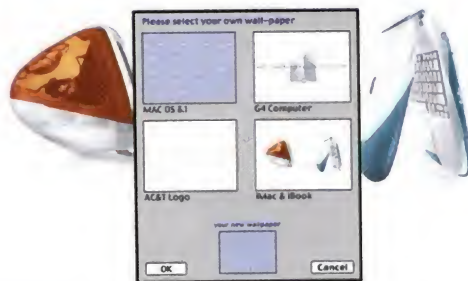 Please select your own wall-paper
MAC OS 8.1
G4 Computer
AC&T Logo
iMac & iBook
your new wallpaper
OK
Cancel